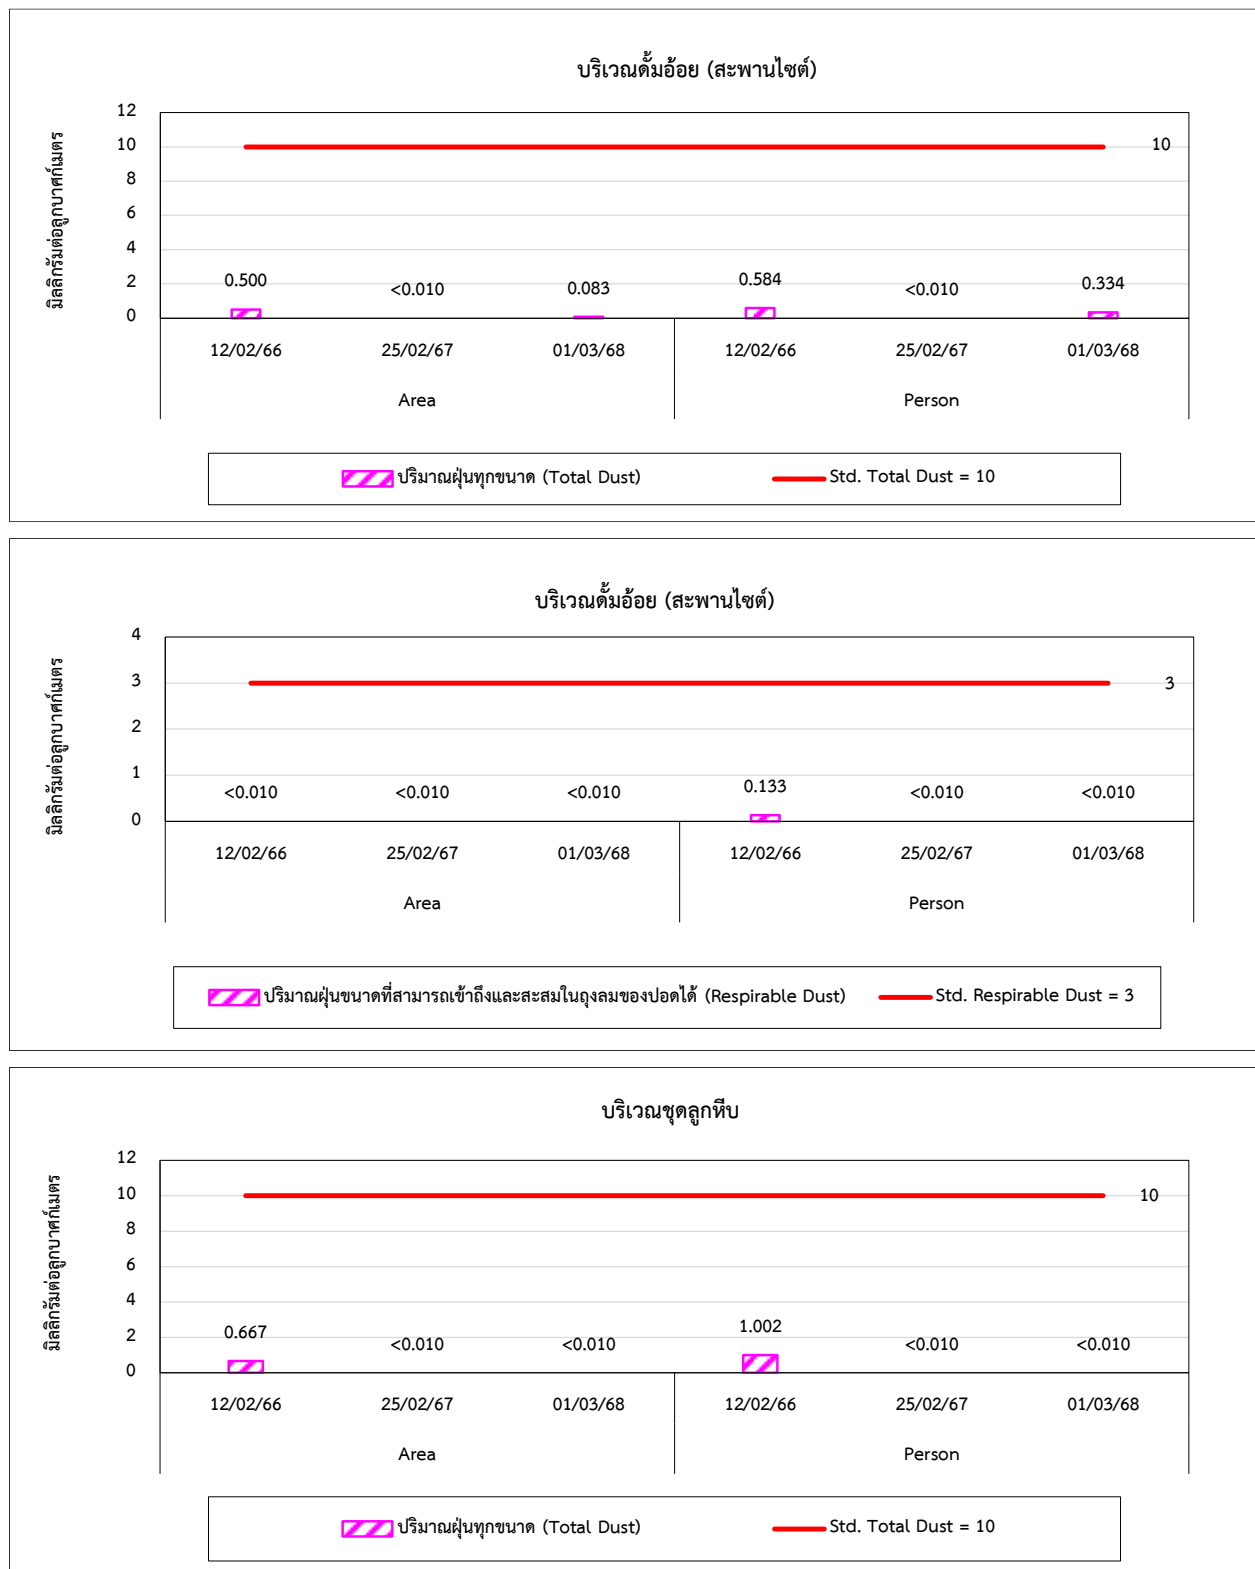 บริเวณดั้มอ้อย (สะพานไซต์)
มิลลิกรัมต่อลูกบาศก์เมตร
12
10
8
6
4
2
0
10
0.500 <0.010 0.083 0.584 <0.010 0.334
12/02/66 25/02/67 01/03/68 12/02/66 25/02/67 01/03/68
Area Person
ปริมาณฝุ่นทุกขนาด (Total Dust) Std. Total Dust = 10
บริเวณดั้มอ้อย (สะพานไซต์)
มิลลิกรัมต่อลูกบาศก์เมตร
4
3
2
1
0
3
<0.010 <0.010 <0.010 0.133 <0.010 <0.010
12/02/66 25/02/67 01/03/68 12/02/66 25/02/67 01/03/68
Area Person
ปริมาณฝุ่นขนาดที่สามารถเข้าถึงและสะสมในถุงลมของปอดได้ (Respirable Dust) Std. Respirable Dust = 3
บริเวณชุดลูกหีบ
มิลลิกรัมต่อลูกบาศก์เมตร
12
10
8
6
4
2
0
10
0.667 <0.010 <0.010 1.002 <0.010 <0.010
12/02/66 25/02/67 01/03/68 12/02/66 25/02/67 01/03/68
Area Person
ปริมาณฝุ่นทุกขนาด (Total Dust) Std. Total Dust = 10